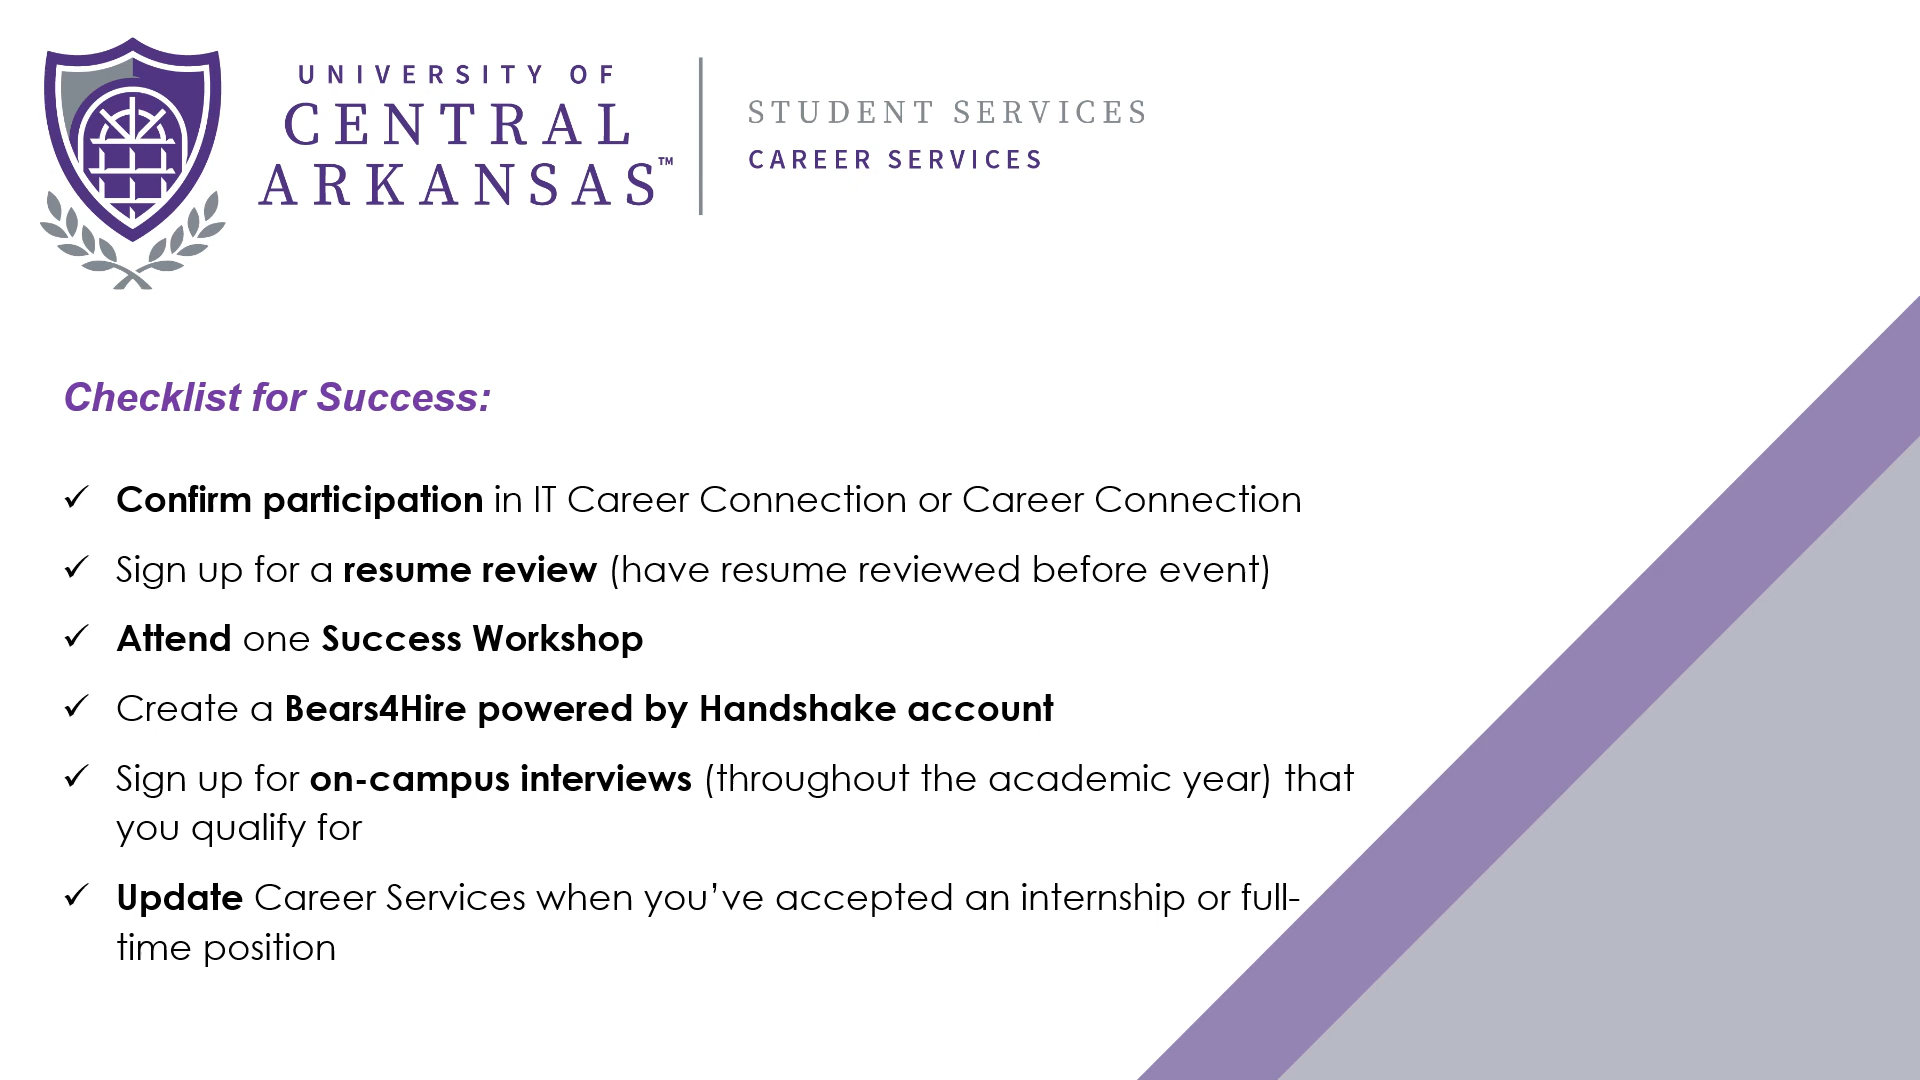 UNIVERSITY OF
CENTRAL
ARKANSAS™
STUDENT SERVICES
CAREER SERVICES
Checklist for Success:
✓ Confirm participation in IT Career Connection or Career Connection
✓ Sign up for a resume review (have resume reviewed before event)
✓ Attend one Success Workshop
✓ Create a Bears4Hire powered by Handshake account
✓ Sign up for on-campus interviews (throughout the academic year) that
you qualify for
✓ Update Career Services when you’ve accepted an internship or full-
time position